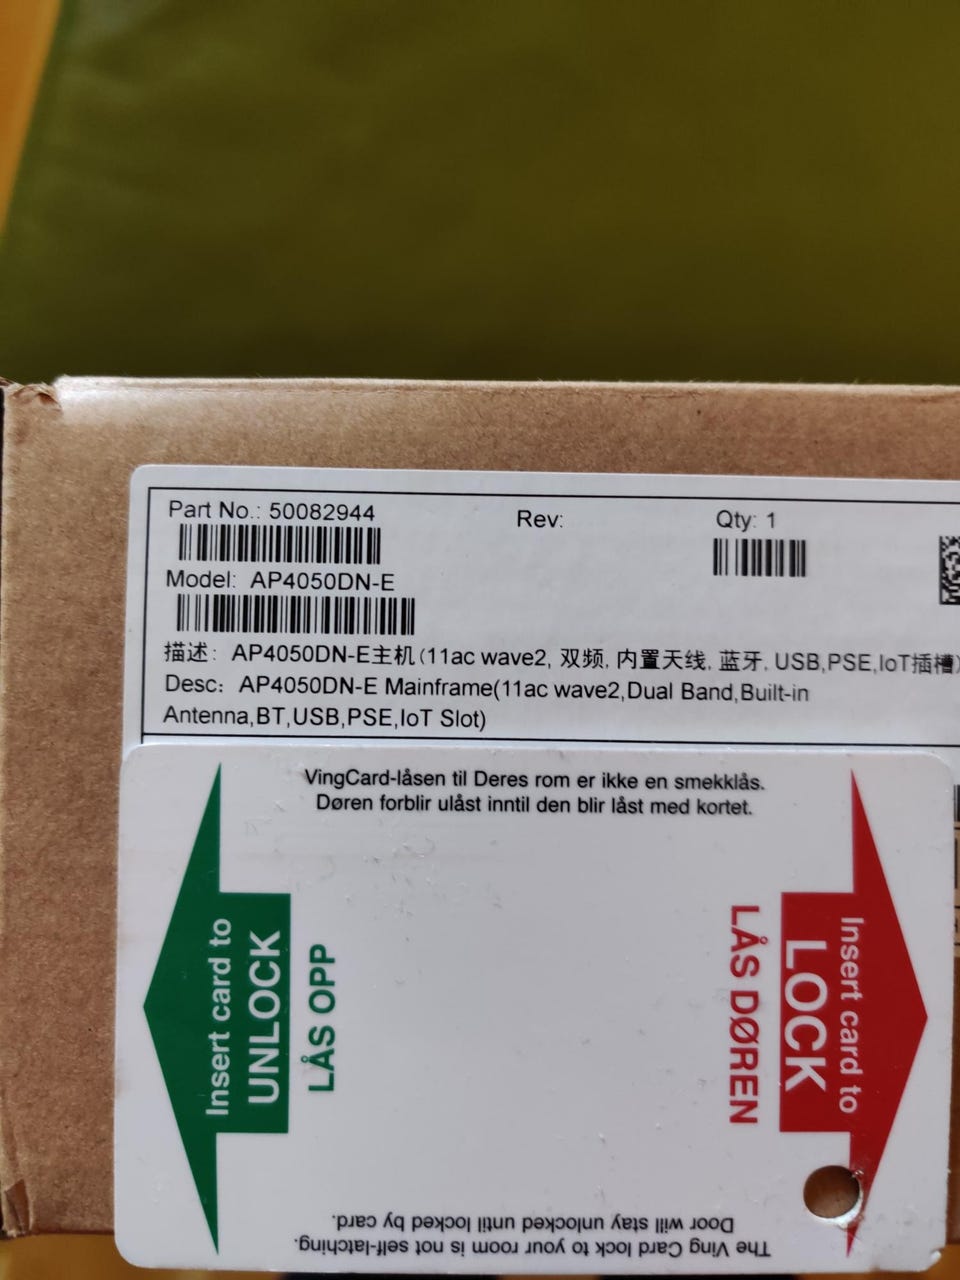 Part No.: 50082944
Rev:
Qty: 1
Model: AP4050DN-E
描述: AP4050DN-E主机(11ac wave2, 双频, 内置天线, 蓝牙, USB,PSE,IoT插槽)
Desc: AP4050DN-E Mainframe(11ac wave2,Dual Band,Built-in
Antenna,BT,USB,PSE,IoT Slot)
VingCard-låsen til Deres rom er ikke en smekklås.
Døren forblir ulåst inntil den blir låst med kortet.
Insert card to
UNLOCK
LÅS OPP
Insert card to
LOCK
LÅS DØREN
The Ving Card lock to your room is not self-latching.
Door will stay unlocked until locked by card.